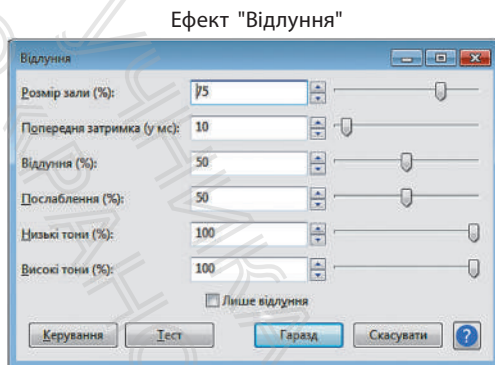 Ефект "Відлуння"
Відлуння
Розмір зали (%): 75
Попередня затримка (у мс): 10
Відлуння (%): 50
Послаблення (%): 50
Низькі тони (%): 100
Високі тони (%): 100
Лише відлуння
Керування Тест Гаразд Скасувати ?